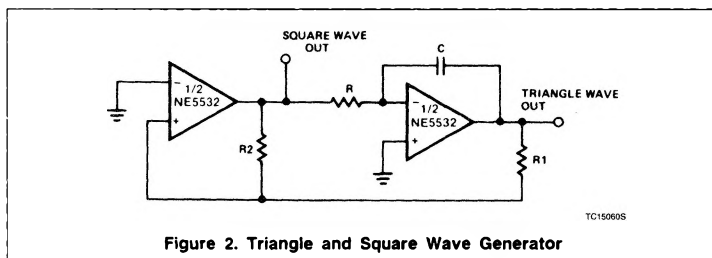 SQUARE WAVE
OUT
C
R
TRIANGLE WAVE
OUT
−
1/2
NE5532
+
−
1/2
NE5532
+
R2
R1
TC15060S
Figure 2. Triangle and Square Wave Generator